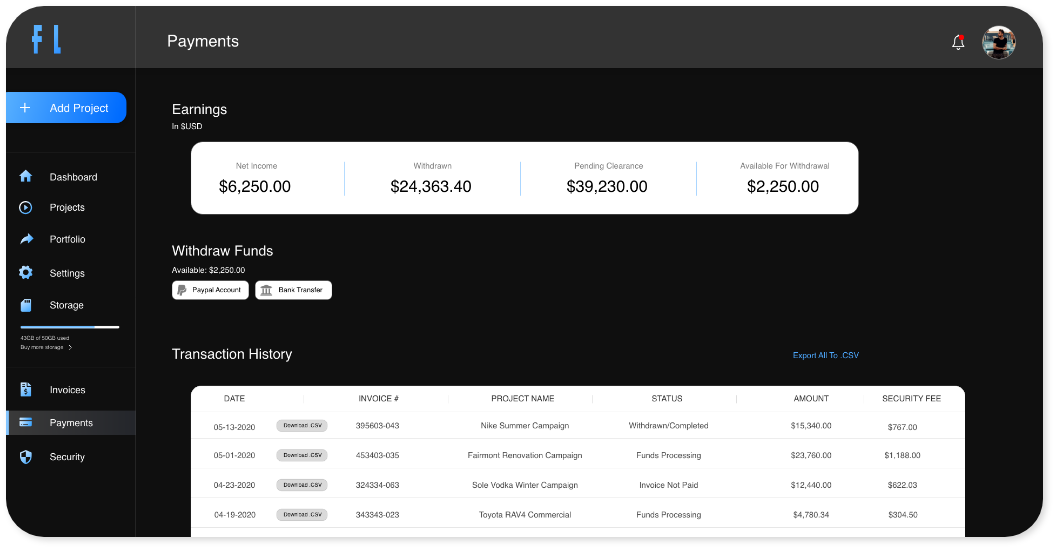 fL
Payments
+ Add Project
Dashboard
Projects
Portfolio
Settings
Storage
43GB of 50GB used
Buy more storage >
Invoices
Payments
Security
Earnings
In $USD
Net Income
$6,250.00
Withdrawn
$24,363.40
Pending Clearance
$39,230.00
Available For Withdrawal
$2,250.00
Withdraw Funds
Available: $2,250.00
Paypal Account
Bank Transfer
Transaction History
Export All To .CSV
DATE INVOICE # PROJECT NAME STATUS AMOUNT SECURITY FEE
05-13-2020 Download .CSV 395603-043 Nike Summer Campaign Withdrawn/Completed $15,340.00 $767.00
05-01-2020 Download .CSV 453403-035 Fairmont Renovation Campaign Funds Processing $23,760.00 $1,188.00
04-23-2020 Download .CSV 324334-063 Sole Vodka Winter Campaign Invoice Not Paid $12,440.00 $622.03
04-19-2020 Download .CSV 343343-023 Toyota RAV4 Commercial Funds Processing $4,780.34 $304.50